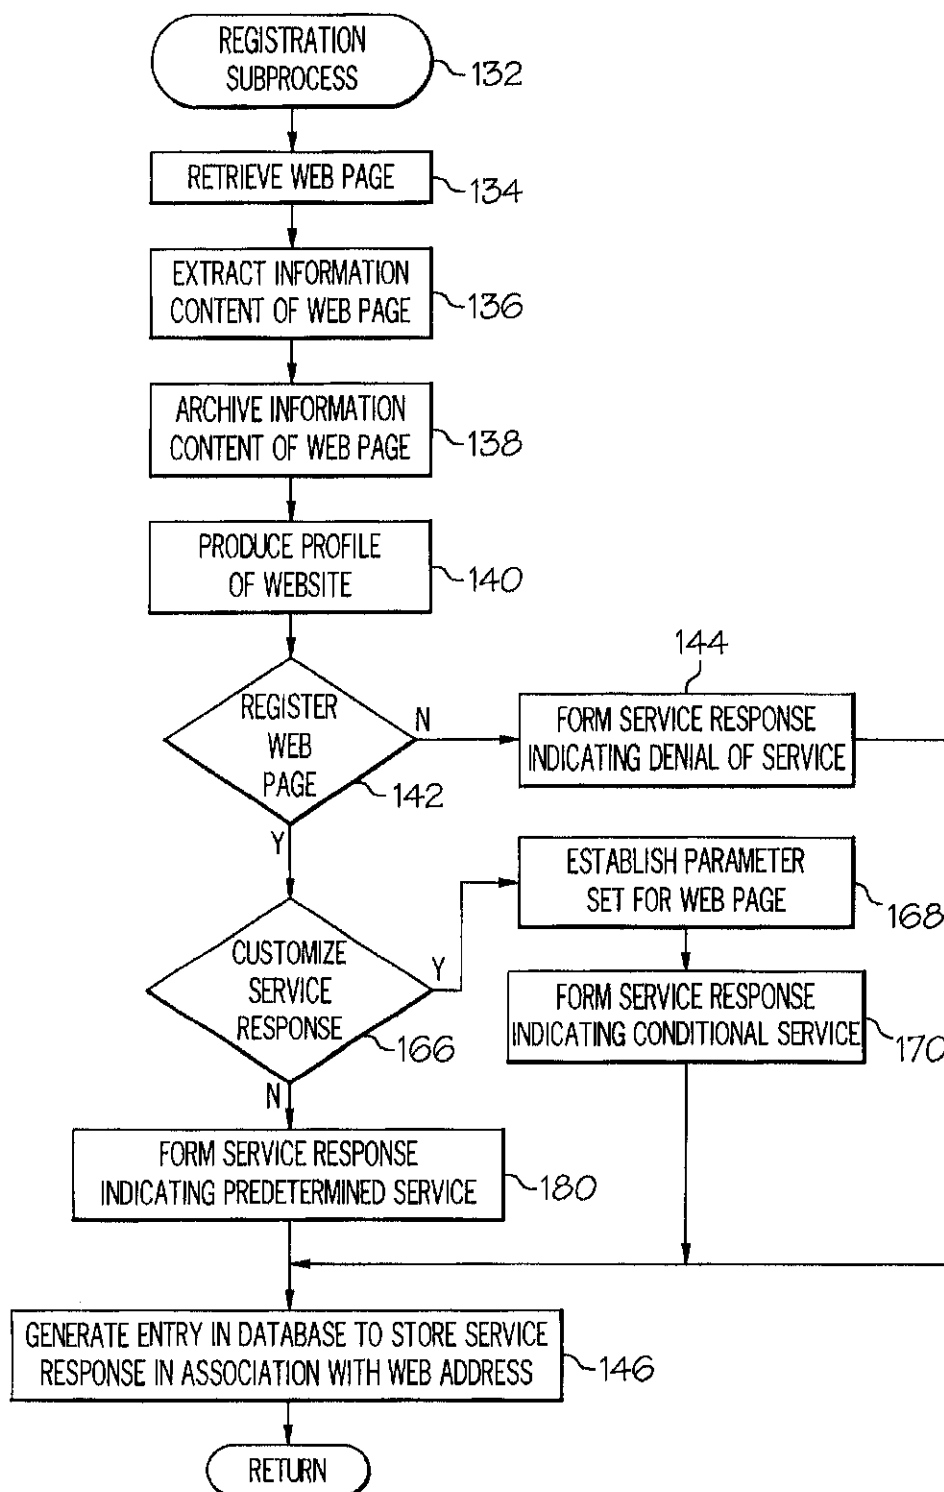 REGISTRATION
SUBPROCESS
132
RETRIEVE WEB PAGE
134
EXTRACT INFORMATION
CONTENT OF WEB PAGE
136
ARCHIVE INFORMATION
CONTENT OF WEB PAGE
138
PRODUCE PROFILE
OF WEBSITE
140
REGISTER
WEB
PAGE
142
N
144
FORM SERVICE RESPONSE
INDICATING DENIAL OF SERVICE
Y
CUSTOMIZE
SERVICE
RESPONSE
166
Y
ESTABLISH PARAMETER
SET FOR WEB PAGE
168
FORM SERVICE RESPONSE
INDICATING CONDITIONAL SERVICE
170
N
FORM SERVICE RESPONSE
INDICATING PREDETERMINED SERVICE
180
GENERATE ENTRY IN DATABASE TO STORE SERVICE
RESPONSE IN ASSOCIATION WITH WEB ADDRESS
146
RETURN